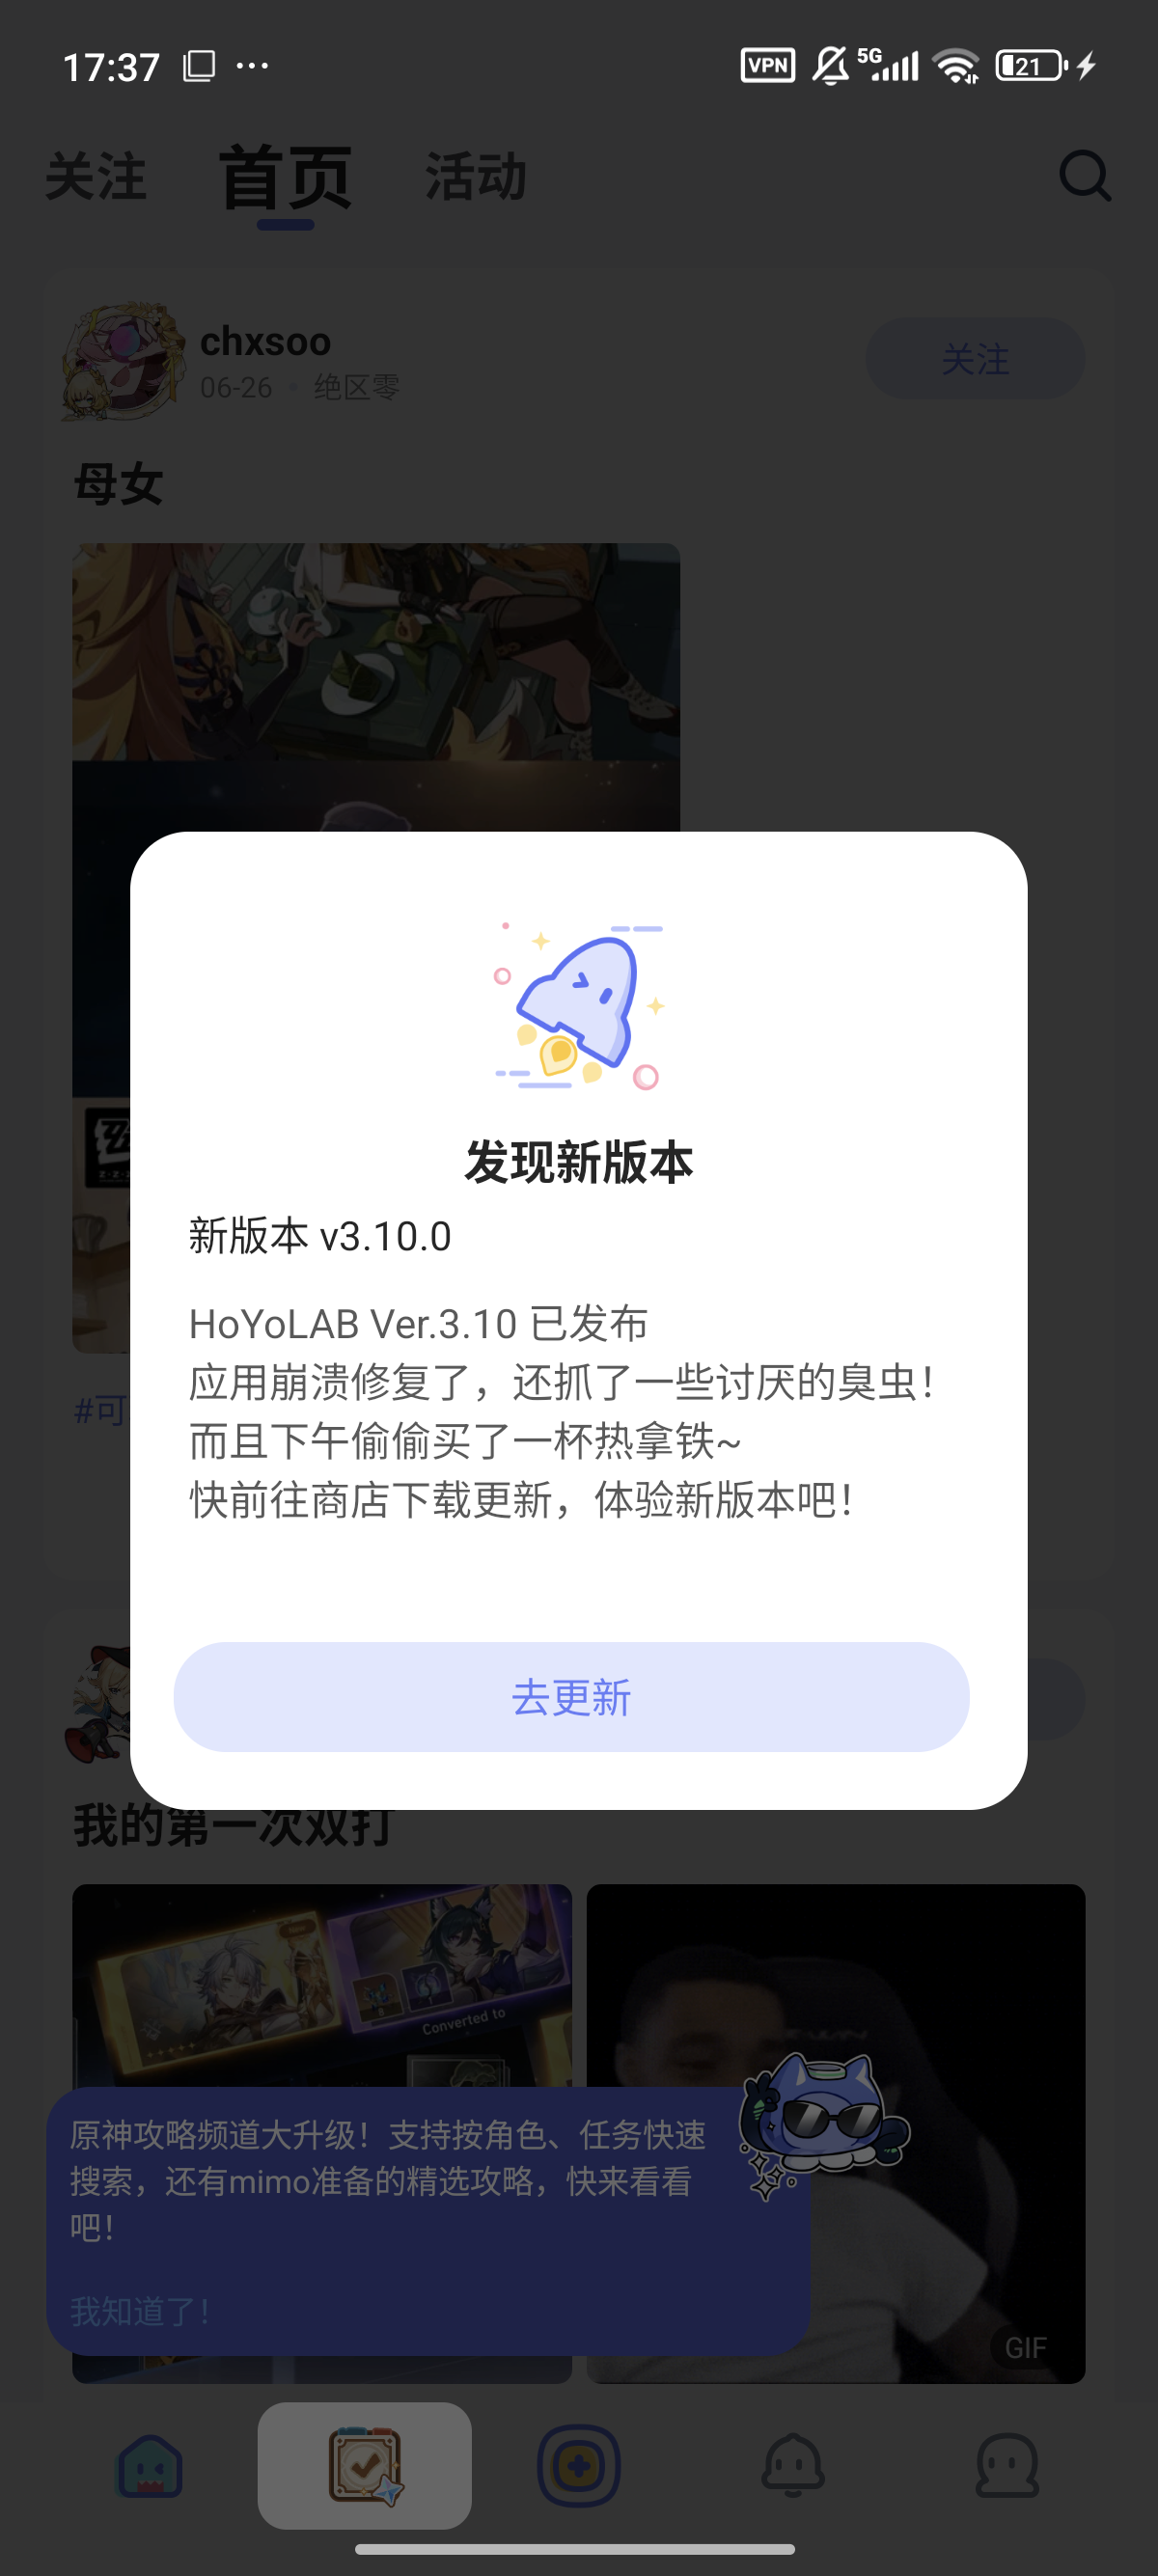 17:37
VPN
5G
21
关注
首页
活动
chxsoo
06-26 • 绝区零
关注
母女
发现新版本
新版本 v3.10.0
HoYoLAB Ver.3.10 已发布
应用崩溃修复了，还抓了一些讨厌的臭虫！
而且下午偷偷买了一杯热拿铁~
快前往商店下载更新，体验新版本吧！
#可
去更新
我的第一次双打
Converted to
原神攻略频道大升级！支持按角色、任务快速
搜索，还有mimo准备的精选攻略，快来看看
吧！
我知道了！
GIF